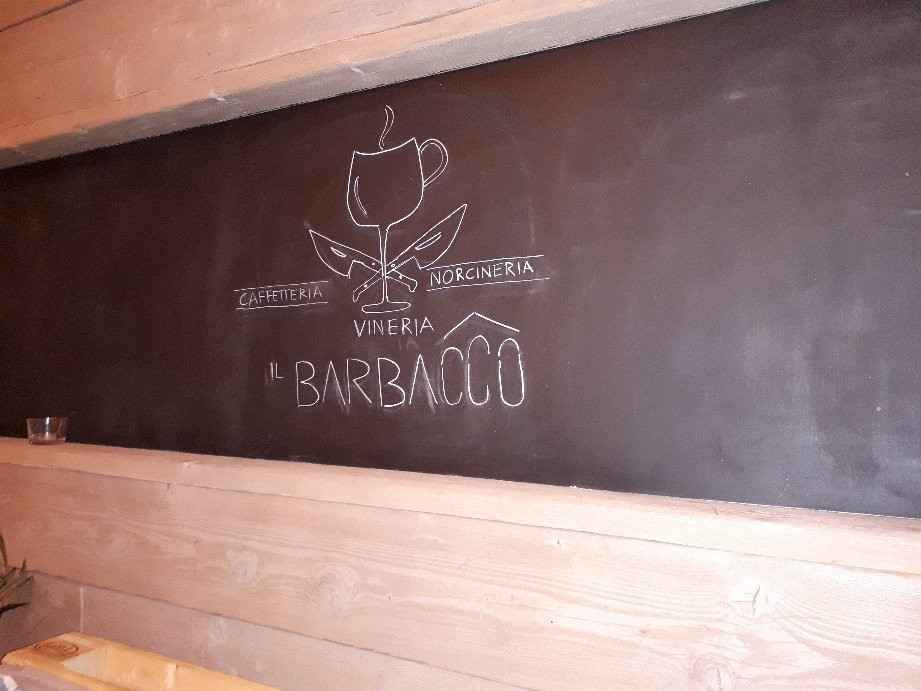 CAFFETTERIA
NORCINERIA
VINERIA
IL BARBACCO